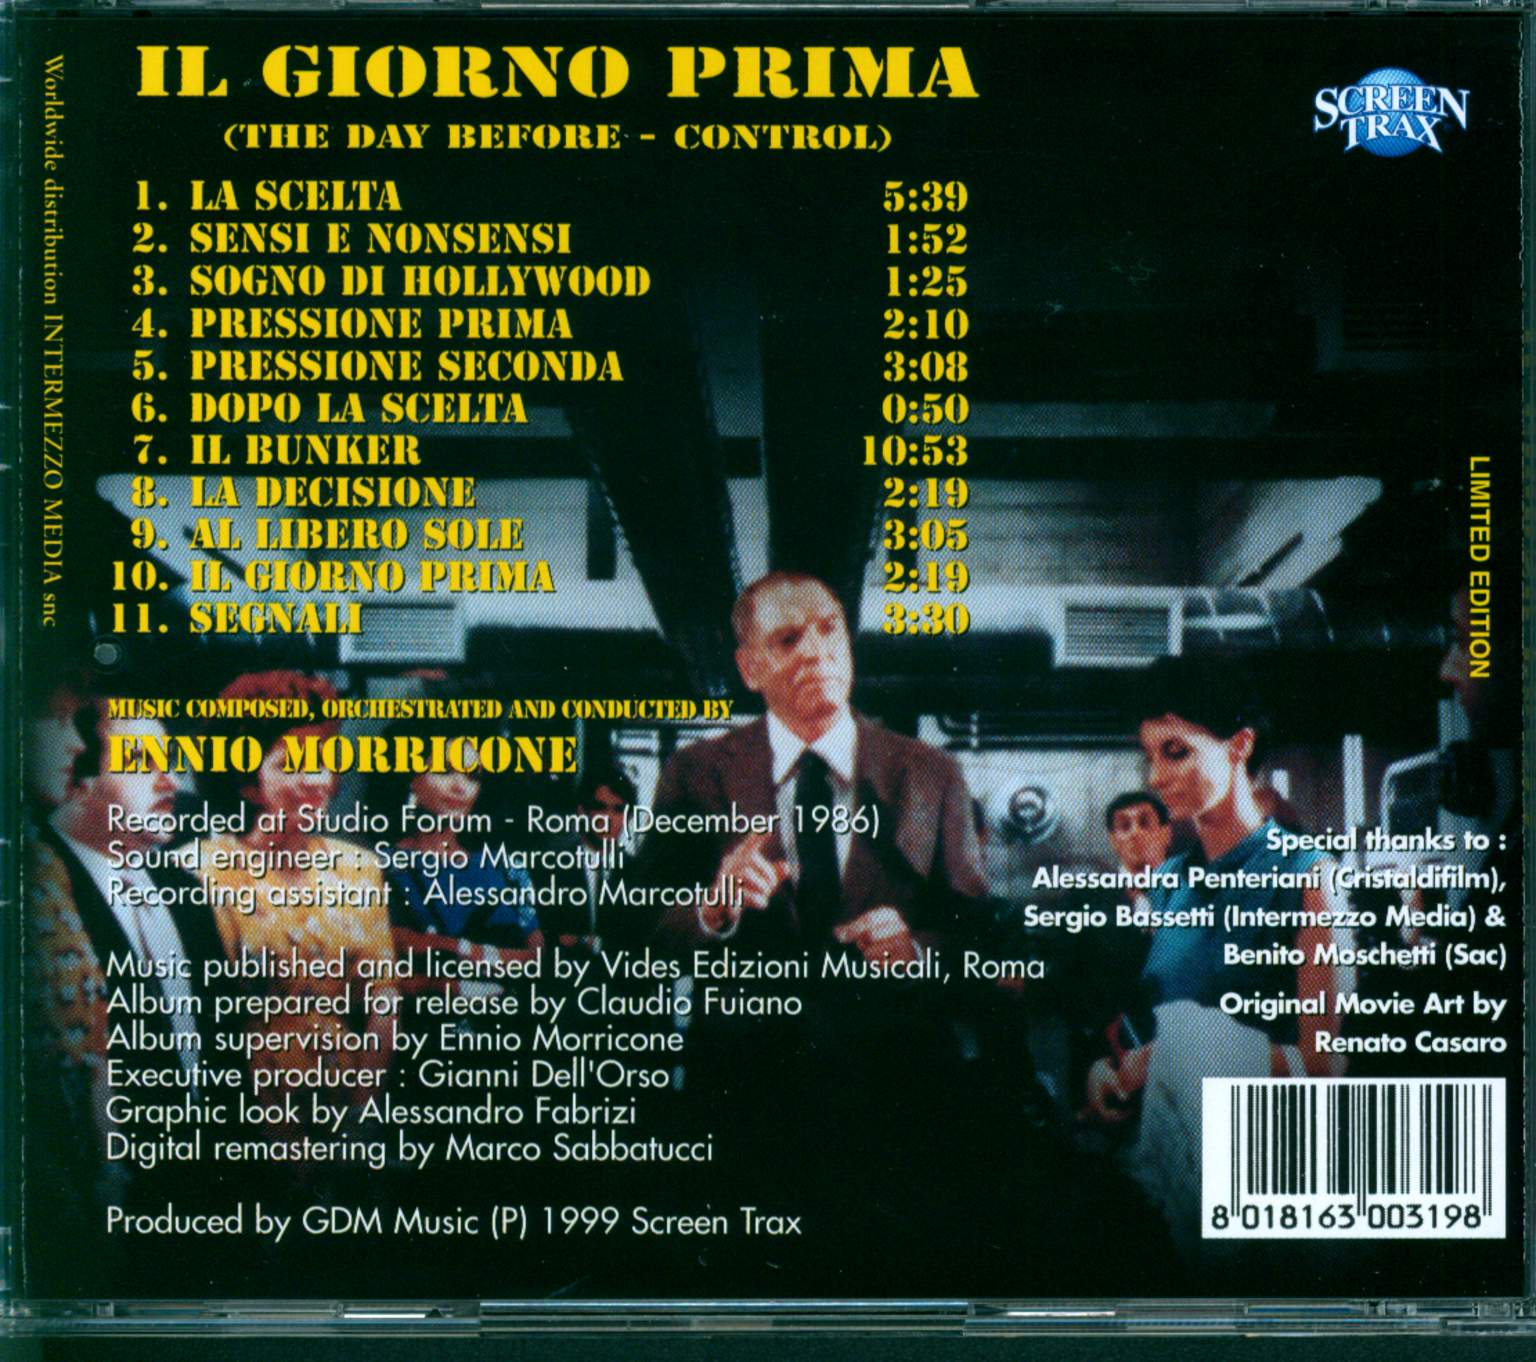 IL GIORNO PRIMA
(THE DAY BEFORE - CONTROL)
SCREEN
TRAX
1. LA SCELTA 5:39
2. SENSI E NONSENSI 1:52
3. SOGNO DI HOLLYWOOD 1:25
4. PRESSIONE PRIMA 2:10
5. PRESSIONE SECONDA 3:08
6. DOPO LA SCELTA 0:50
7. IL BUNKER 10:53
8. LA DECISIONE 2:19
9. AL LIBERO SOLE 3:05
10. IL GIORNO PRIMA 2:19
11. SEGNALI 3:30
MUSIC COMPOSED, ORCHESTRATED AND CONDUCTED BY
ENNIO MORRICONE
Recorded at Studio Forum - Roma (December 1986)
Sound engineer : Sergio Marcotulli
Recording assistant : Alessandro Marcotulli
Music published and licensed by Vides Edizioni Musicali, Roma
Album prepared for release by Claudio Fuiano
Album supervision by Ennio Morricone
Executive producer : Gianni Dell'Orso
Graphic look by Alessandro Fabrizi
Digital remastering by Marco Sabbatucci
Produced by GDM Music (P) 1999 Screen Trax
Special thanks to :
Alessandra Penteriani (Cristaldifilm),
Sergio Bassetti (Intermezzo Media) &
Benito Moschetti (Sac)
Original Movie Art by
Renato Casaro
8 018163 003198
Worldwide distribution INTERMEZZO MEDIA snc
LIMITED EDITION